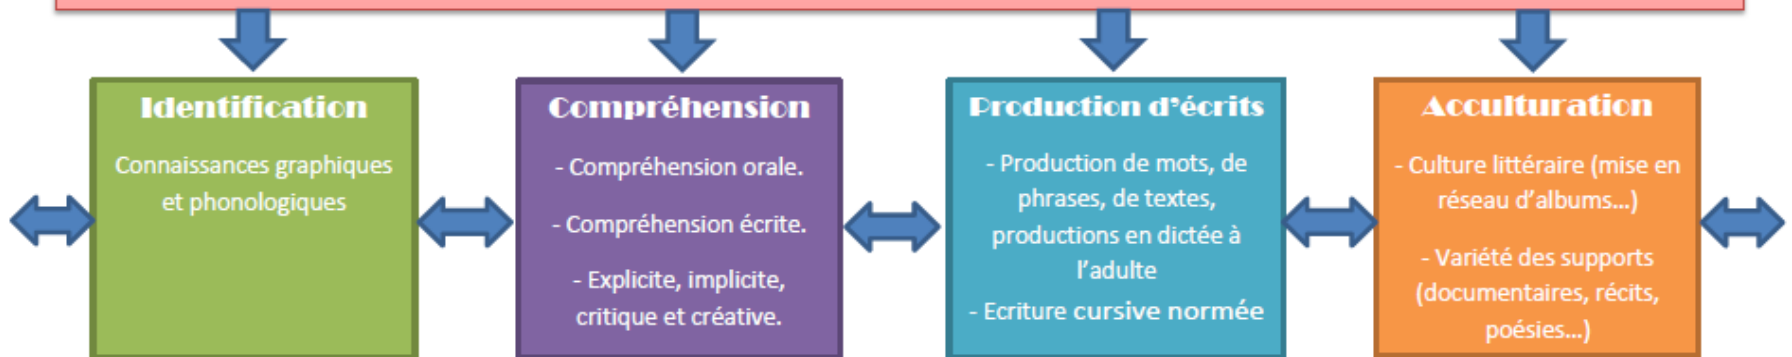 Identification
Connaissances graphiques
et phonologiques
Compréhension
- Compréhension orale.
- Compréhension écrite.
- Explicite, implicite,
critique et créative.
Production d'écrits
- Production de mots, de
phrases, de textes,
productions en dictée à
l'adulte
- Ecriture cursive normée
Acculturation
- Culture littéraire (mise en
réseau d'albums...)
- Variété des supports
(documentaires, récits,
poésies...)